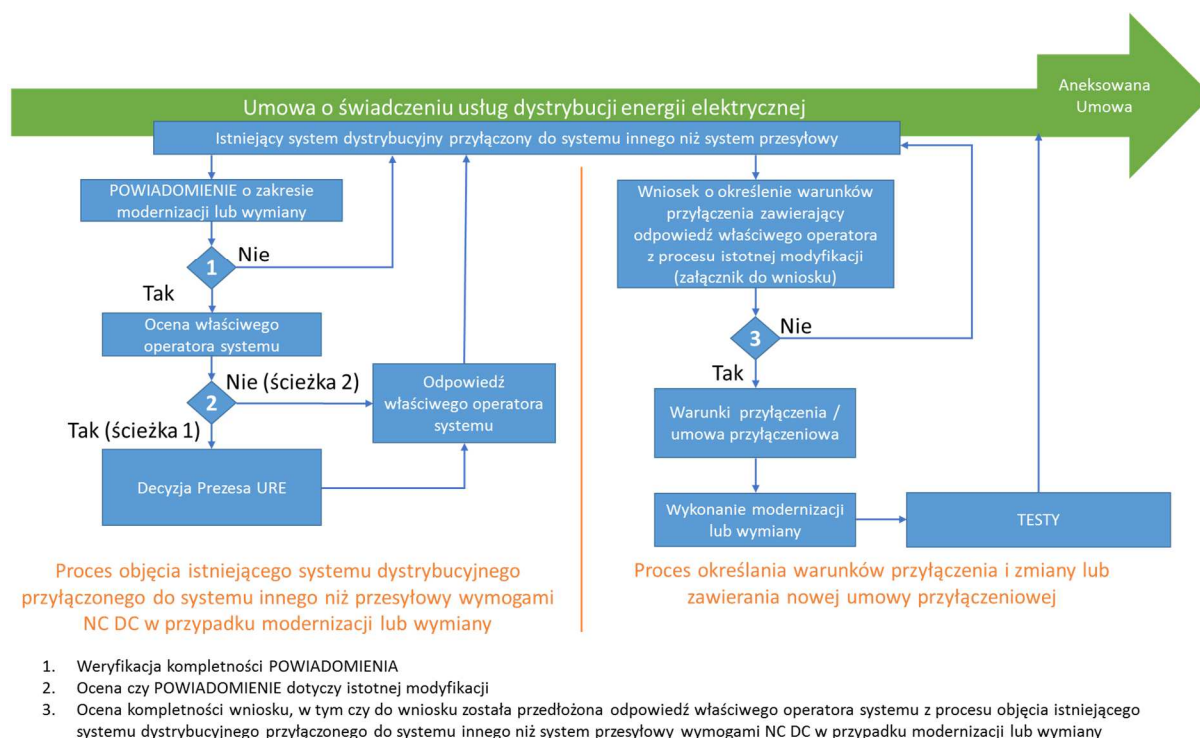 Umowa o świadczeniu usług dystrybucji energii elektrycznej
Aneksowana
Umowa
Istniejący system dystrybucyjny przyłączony do systemu innego niż system przesyłowy
POWIADOMIENIE o zakresie
modernizacji lub wymiany
1
Nie
Tak
Ocena właściwego
operatora systemu
2
Nie (ścieżka 2)
Tak (ścieżka 1)
Odpowiedź
właściwego operatora
systemu
Decyzja Prezesa URE
Proces objęcia istniejącego systemu dystrybucyjnego
przyłączonego do systemu innego niż przesyłowy wymogami
NC DC w przypadku modernizacji lub wymiany
Wniosek o określenie warunków
przyłączenia zawierający
odpowiedź właściwego operatora
z procesu istotnej modyfikacji
(załącznik do wniosku)
3
Nie
Tak
Warunki przyłączenia /
umowa przyłączeniowa
Wykonanie modernizacji
lub wymiany
TESTY
Proces określania warunków przyłączenia i zmiany lub
zawierania nowej umowy przyłączeniowej
1. Weryfikacja kompletności POWIADOMIENIA
2. Ocena czy POWIADOMIENIE dotyczy istotnej modyfikacji
3. Ocena kompletności wniosku, w tym czy do wniosku została przedłożona odpowiedź właściwego operatora systemu z procesu objęcia istniejącego
systemu dystrybucyjnego przyłączonego do systemu innego niż system przesyłowy wymogami NC DC w przypadku modernizacji lub wymiany